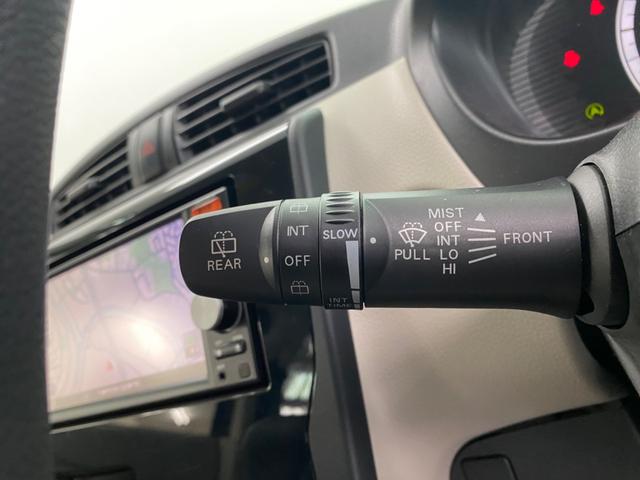 REAR
INT
OFF
SLOW
INT
TIME
PULL
MIST
OFF
INT
LO
HI
FRONT